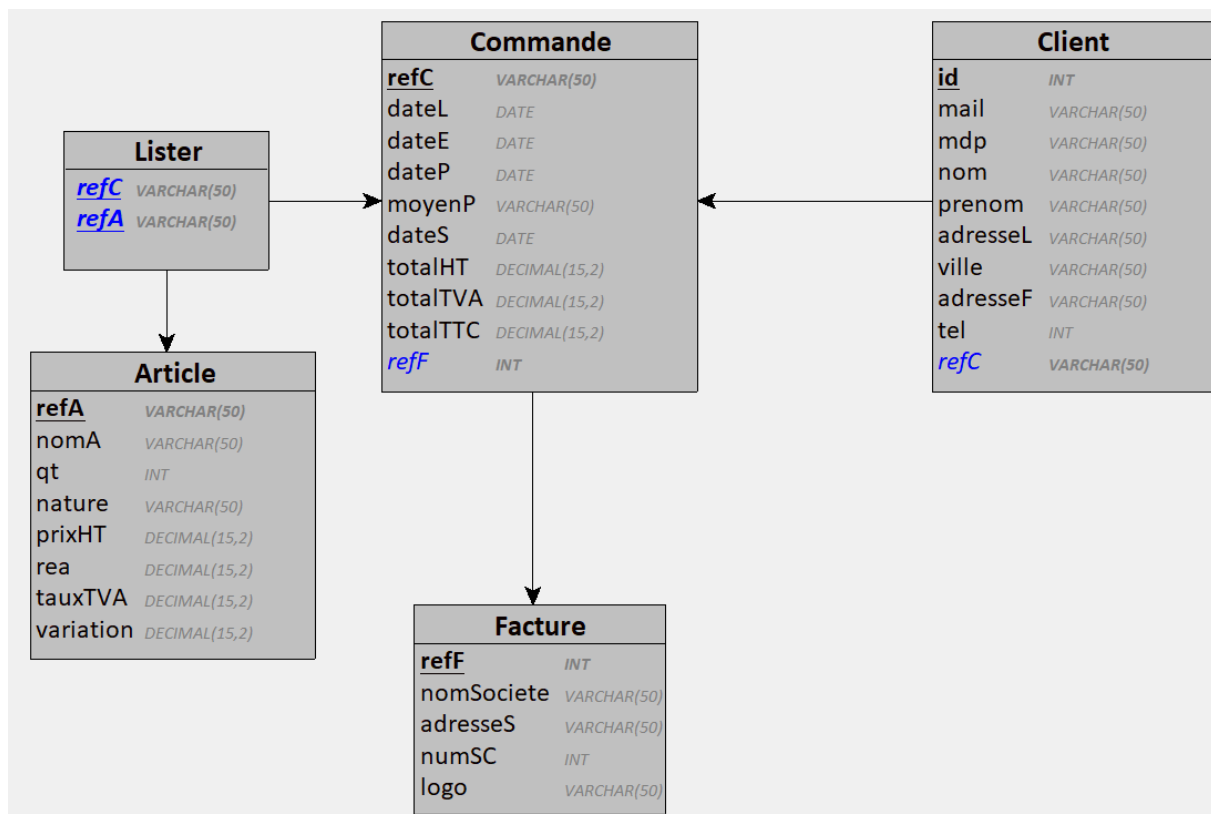 Commande
refC VARCHAR(50)
dateL DATE
dateE DATE
dateP DATE
moyenP VARCHAR(50)
dateS DATE
totalHT DECIMAL(15,2)
totalTVA DECIMAL(15,2)
totalTTC DECIMAL(15,2)
refF INT
Client
id INT
mail VARCHAR(50)
mdp VARCHAR(50)
nom VARCHAR(50)
prenom VARCHAR(50)
adresseL VARCHAR(50)
ville VARCHAR(50)
adresseF VARCHAR(50)
tel INT
refC VARCHAR(50)
Lister
refC VARCHAR(50)
refA VARCHAR(50)
Article
refA VARCHAR(50)
nomA VARCHAR(50)
qt INT
nature VARCHAR(50)
prixHT DECIMAL(15,2)
rea DECIMAL(15,2)
tauxTVA DECIMAL(15,2)
variation DECIMAL(15,2)
Facture
refF INT
nomSociete VARCHAR(50)
adresseS VARCHAR(50)
numSC INT
logo VARCHAR(50)